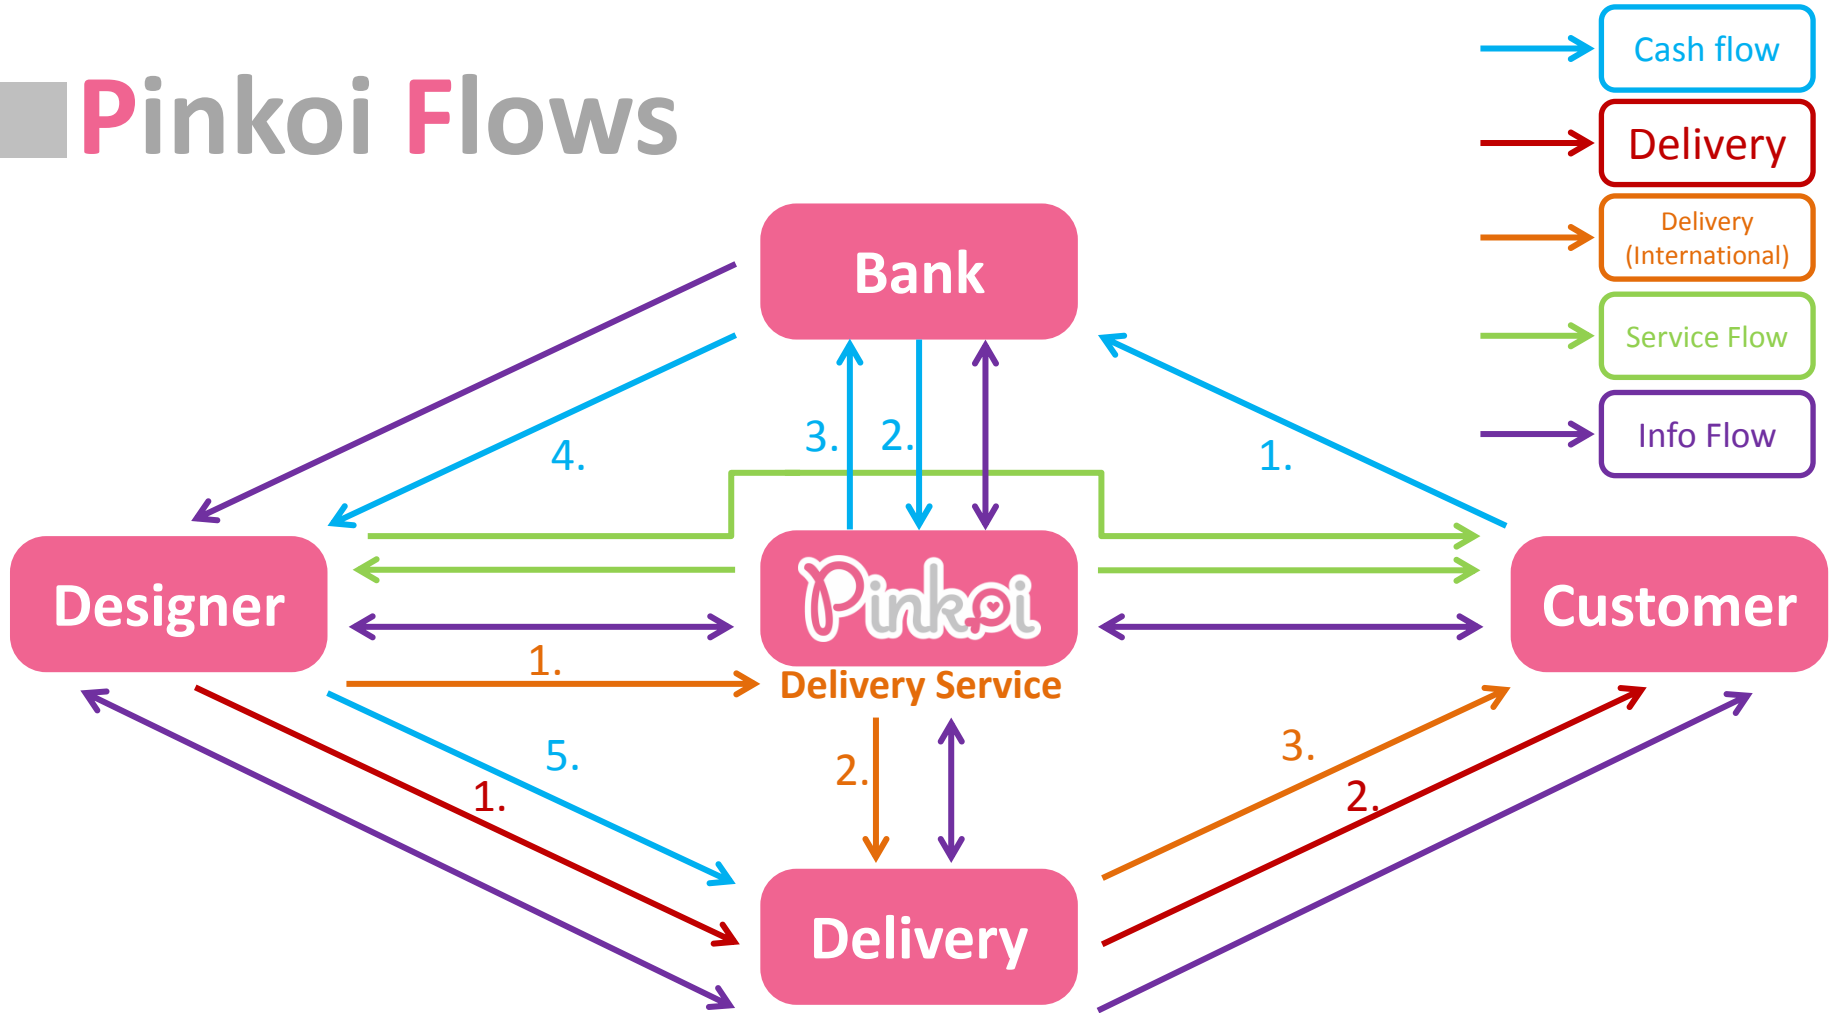 Pinkoi Flows
Cash flow
Delivery
Delivery
(International)
Service Flow
Info Flow
Bank
4.
3.
2.
1.
Designer
Pinkoi
Customer
1.
Delivery Service
5.
1.
2.
3.
2.
Delivery